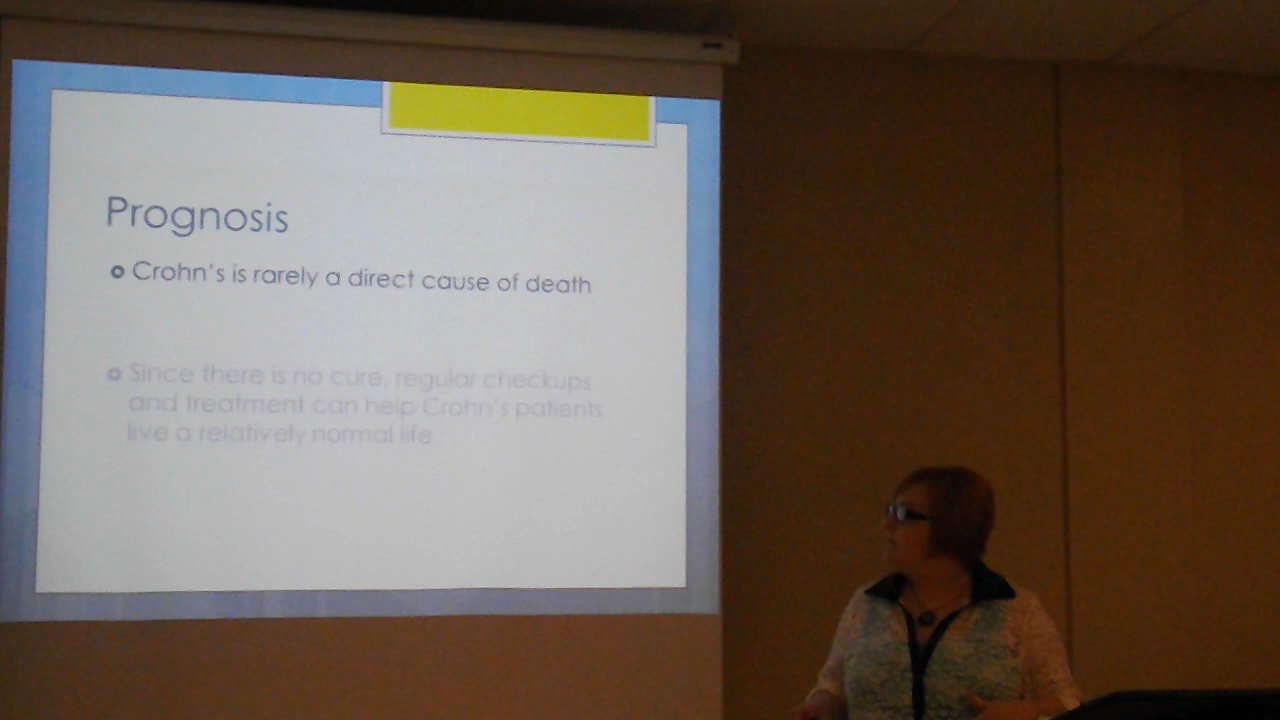 Prognosis
Crohn's is rarely a direct cause of death
Since there is no cure, regular checkups
and treatment can help Crohn's patients
live a relatively normal life